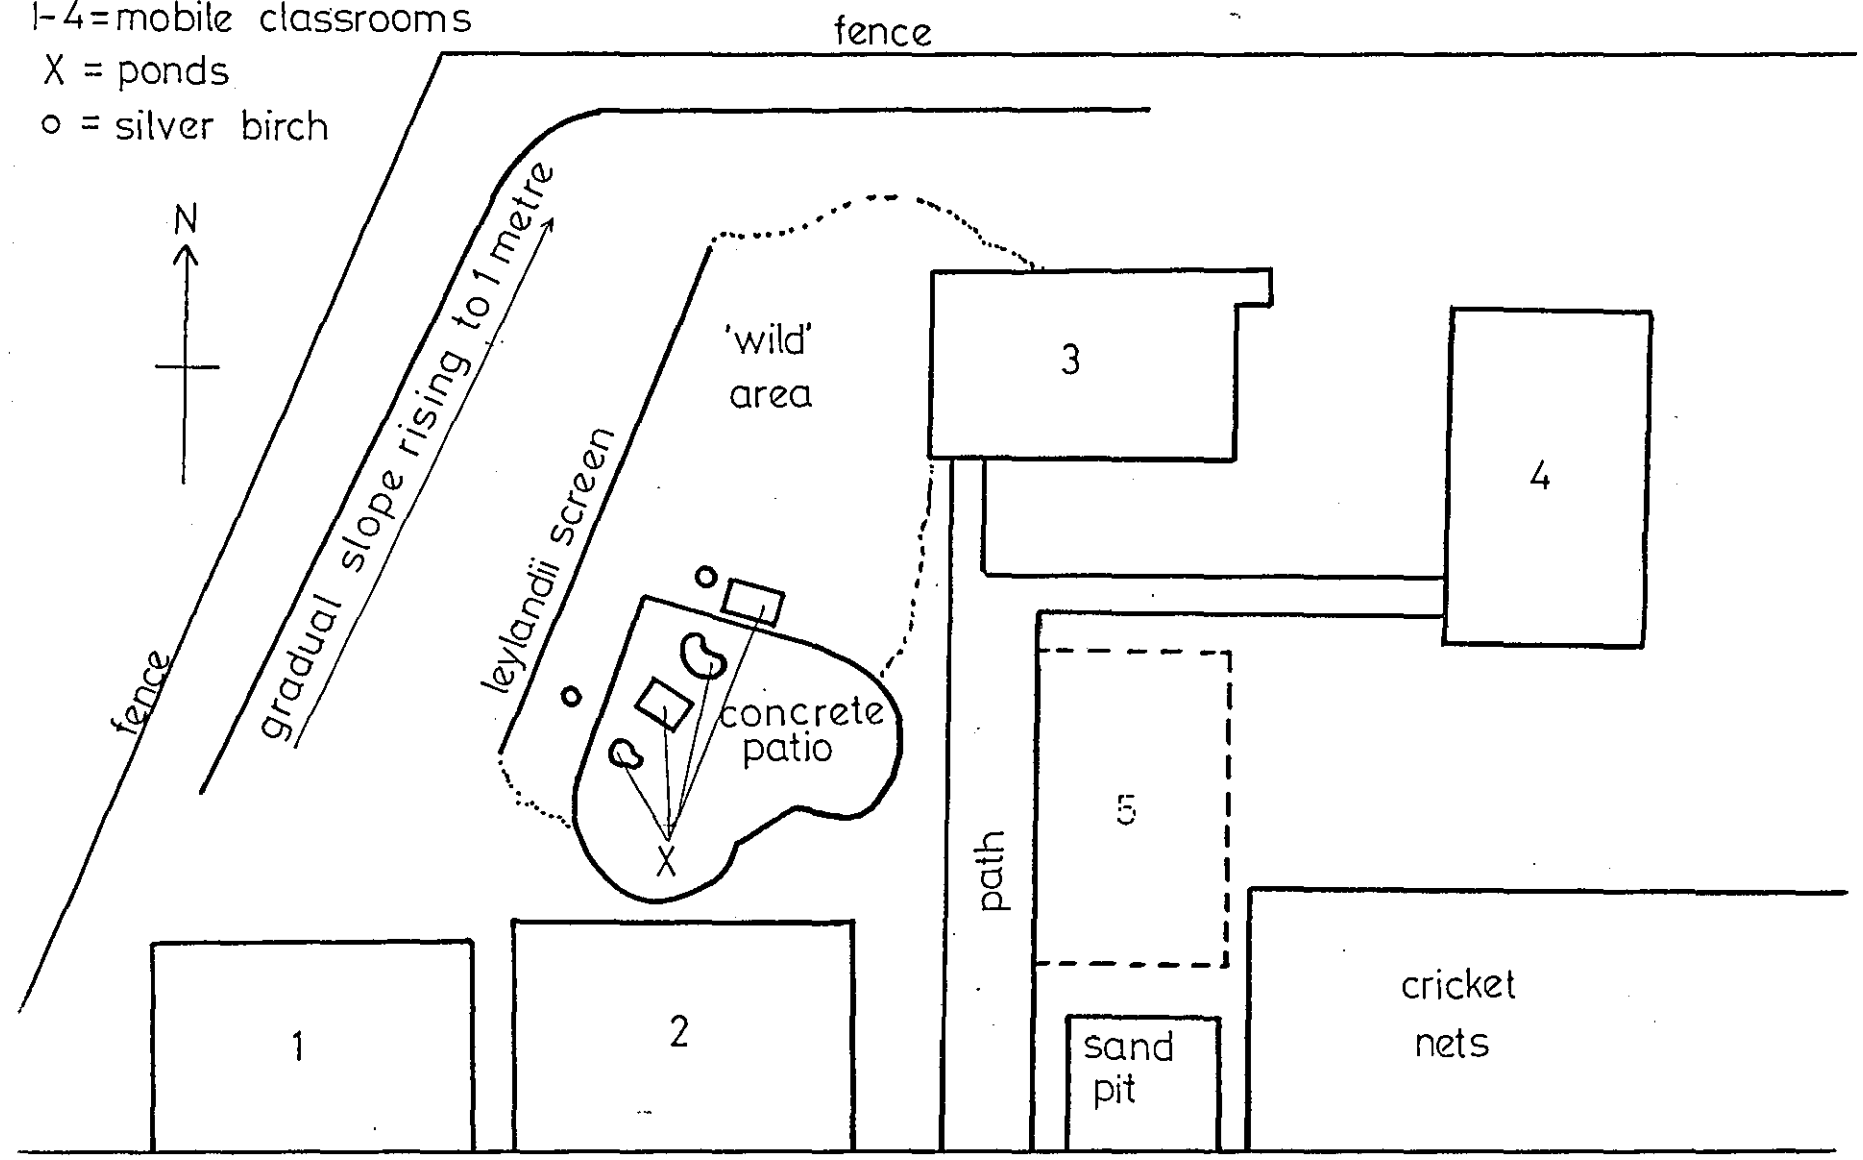 1-4=mobile classrooms
X = ponds
o = silver birch
fence
N
gradual slope rising to 1 metre
fence
leylandii screen
'wild'
area
3
4
concrete
patio
X
5
path
1
2
sand
pit
cricket
nets